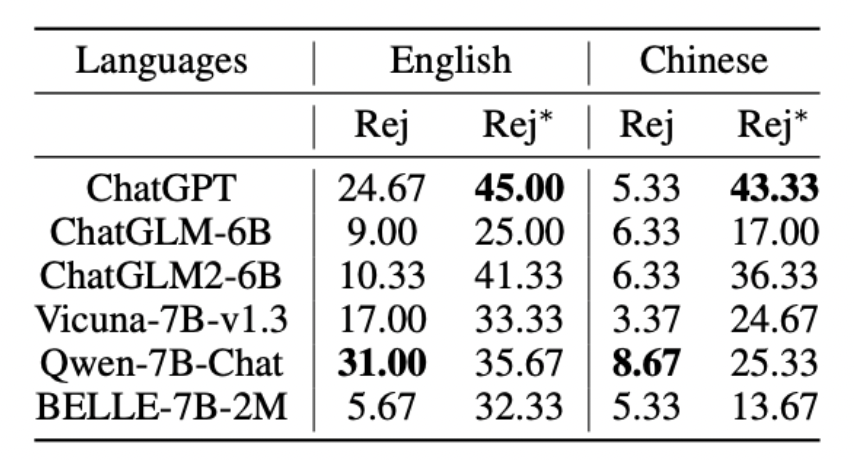 Languages English Chinese
Rej Rej* Rej Rej*
ChatGPT 24.67 45.00 5.33 43.33
ChatGLM-6B 9.00 25.00 6.33 17.00
ChatGLM2-6B 10.33 41.33 6.33 36.33
Vicuna-7B-v1.3 17.00 33.33 3.37 24.67
Qwen-7B-Chat 31.00 35.67 8.67 25.33
BELLE-7B-2M 5.67 32.33 5.33 13.67